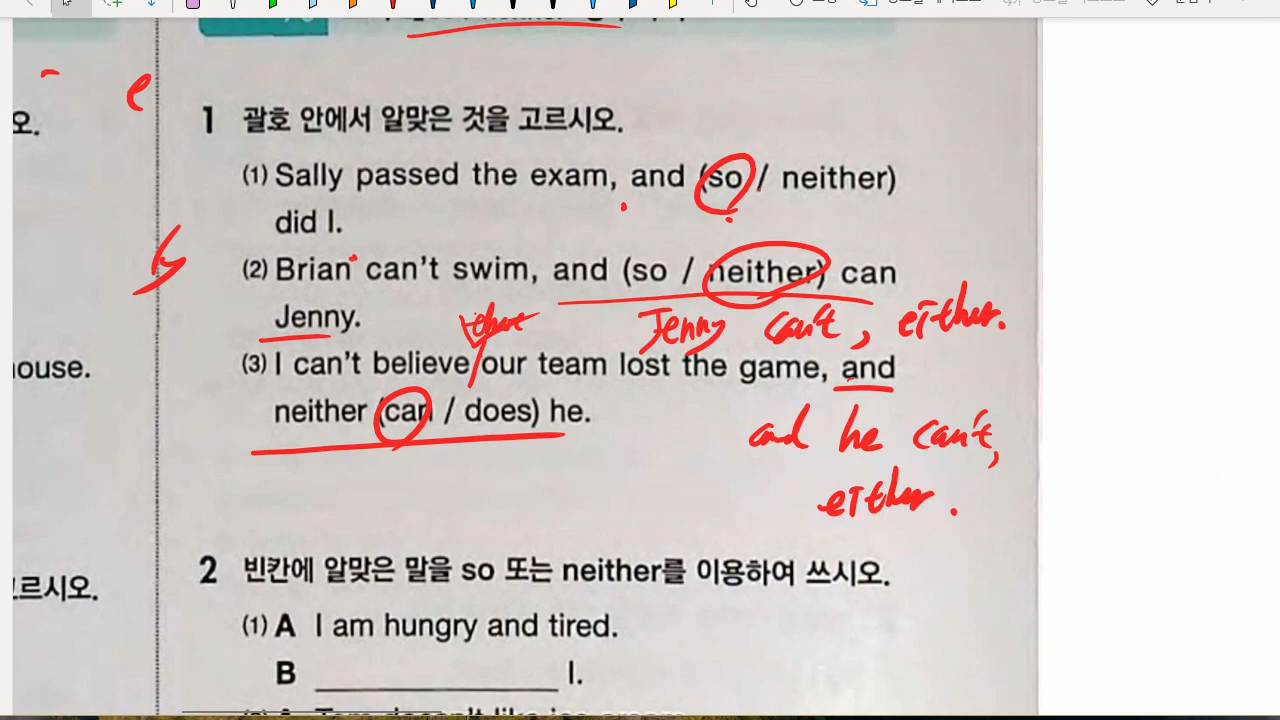 e
오.
1 괄호 안에서 알맞은 것을 고르시오.
(1) Sally passed the exam, and (so / neither)
did I.
(2) Brian can't swim, and (so / neither) can
Jenny.
Jenny can't, either.
that
(3) I can't believe our team lost the game, and
ouse.
neither (can / does) he.
and he can't,
either.
2 빈칸에 알맞은 말을 so 또는 neither를 이용하여 쓰시오.
르시오.
(1) A I am hungry and tired.
B ____________ I.